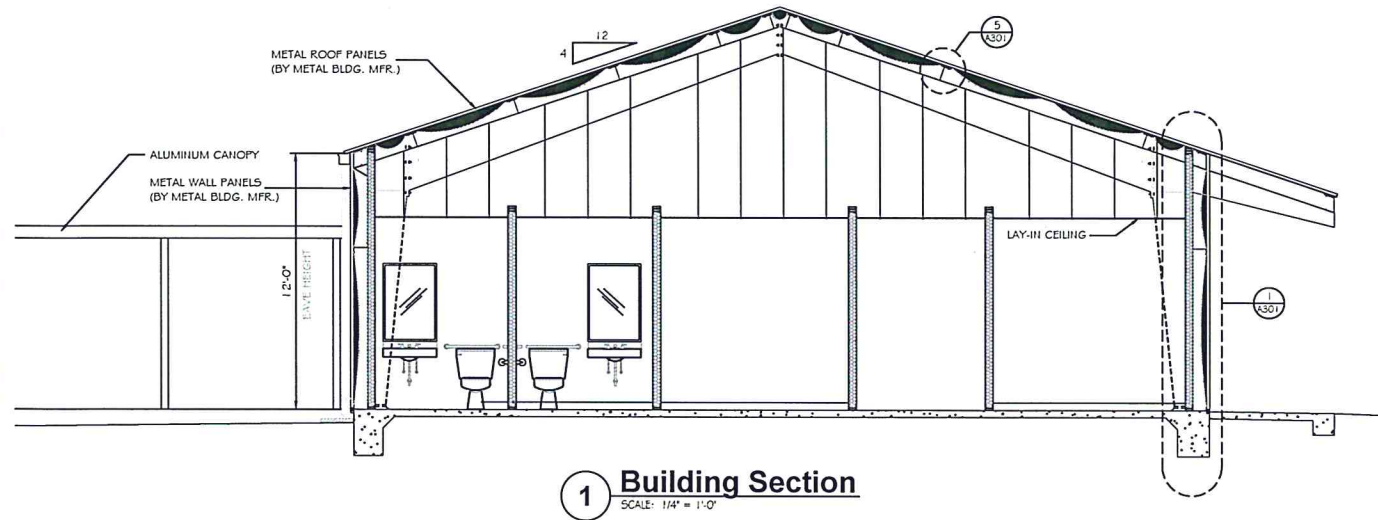 12
4
5
A301
METAL ROOF PANELS
(BY METAL BLDG. MFR.)
ALUMINUM CANOPY
METAL WALL PANELS
(BY METAL BLDG. MFR.)
12'-0"
EAVE HEIGHT
LAY-IN CEILING
1
A301
1
Building Section
SCALE: 1/4" = 1'-0"